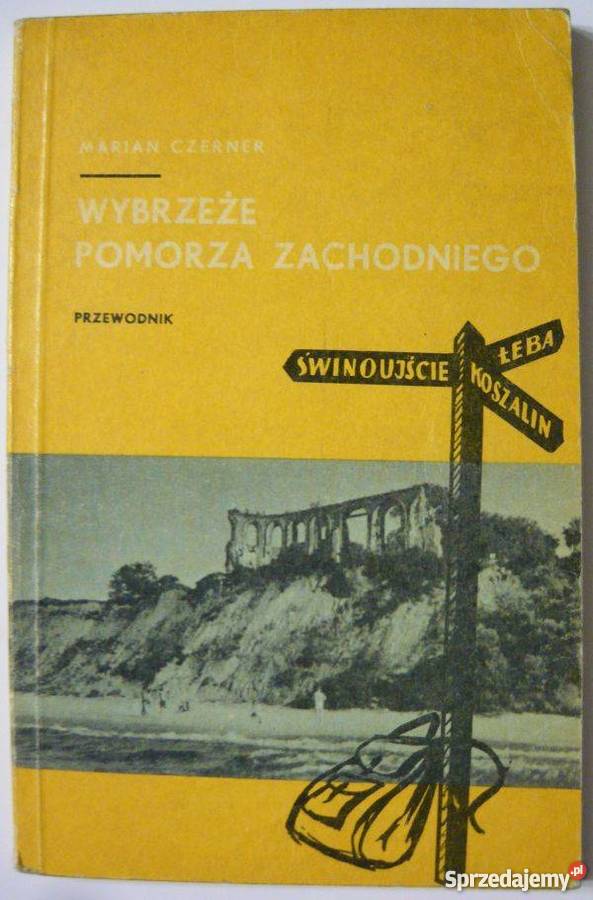 MARIAN CZERNER
WYBRZEŻE
POMORZA ZACHODNIEGO
PRZEWODNIK
ŁEBA
ŚWINOUJŚCIE
KOSZALIN
Sprzedajemy.pl